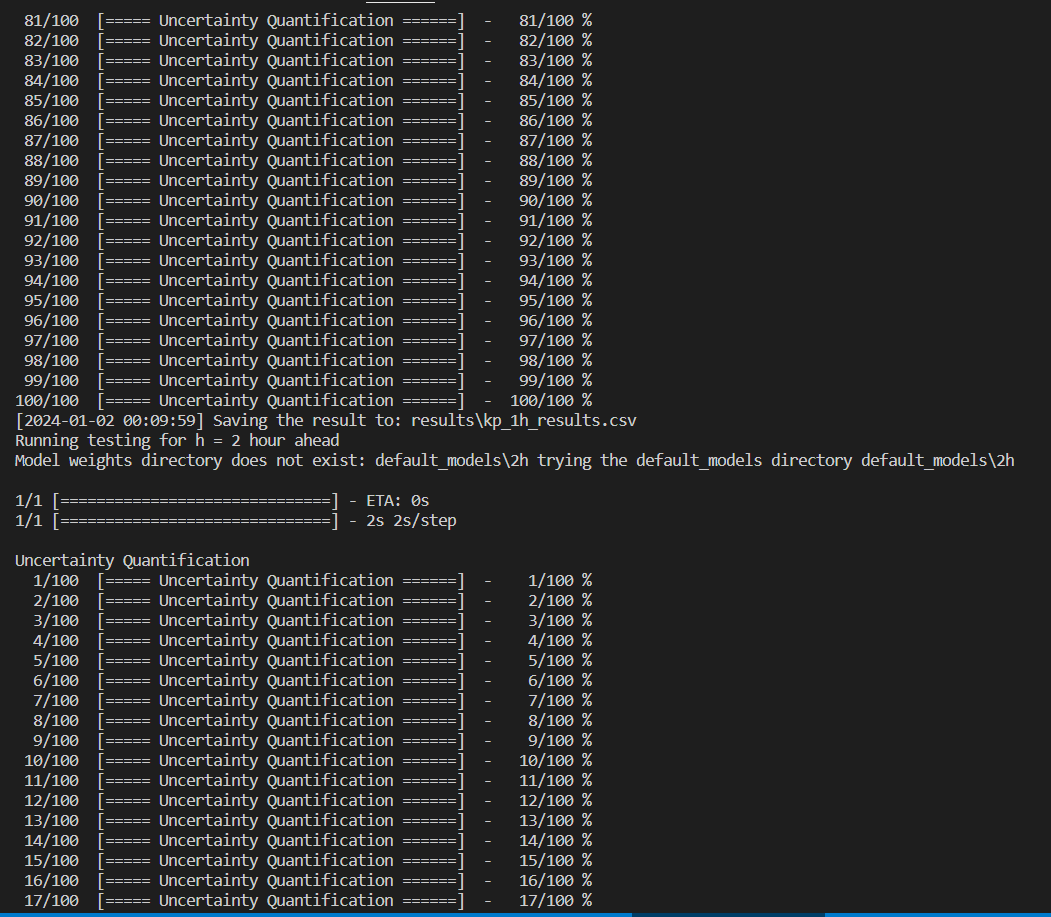 81/100  [===== Uncertainty Quantification ======]  -   81/100 %
82/100  [===== Uncertainty Quantification ======]  -   82/100 %
83/100  [===== Uncertainty Quantification ======]  -   83/100 %
84/100  [===== Uncertainty Quantification ======]  -   84/100 %
85/100  [===== Uncertainty Quantification ======]  -   85/100 %
86/100  [===== Uncertainty Quantification ======]  -   86/100 %
87/100  [===== Uncertainty Quantification ======]  -   87/100 %
88/100  [===== Uncertainty Quantification ======]  -   88/100 %
89/100  [===== Uncertainty Quantification ======]  -   89/100 %
90/100  [===== Uncertainty Quantification ======]  -   90/100 %
91/100  [===== Uncertainty Quantification ======]  -   91/100 %
92/100  [===== Uncertainty Quantification ======]  -   92/100 %
93/100  [===== Uncertainty Quantification ======]  -   93/100 %
94/100  [===== Uncertainty Quantification ======]  -   94/100 %
95/100  [===== Uncertainty Quantification ======]  -   95/100 %
96/100  [===== Uncertainty Quantification ======]  -   96/100 %
97/100  [===== Uncertainty Quantification ======]  -   97/100 %
98/100  [===== Uncertainty Quantification ======]  -   98/100 %
99/100  [===== Uncertainty Quantification ======]  -   99/100 %
100/100  [===== Uncertainty Quantification ======]  -  100/100 %
[2024-01-02 00:09:59] Saving the result to: results\kp_1h_results.csv
Running testing for h = 2 hour ahead
Model weights directory does not exist: default_models\2h trying the default_models directory default_models\2h
1/1 [==============================] - ETA: 0s
1/1 [==============================] - 2s 2s/step
Uncertainty Quantification
1/100  [===== Uncertainty Quantification ======]  -    1/100 %
2/100  [===== Uncertainty Quantification ======]  -    2/100 %
3/100  [===== Uncertainty Quantification ======]  -    3/100 %
4/100  [===== Uncertainty Quantification ======]  -    4/100 %
5/100  [===== Uncertainty Quantification ======]  -    5/100 %
6/100  [===== Uncertainty Quantification ======]  -    6/100 %
7/100  [===== Uncertainty Quantification ======]  -    7/100 %
8/100  [===== Uncertainty Quantification ======]  -    8/100 %
9/100  [===== Uncertainty Quantification ======]  -    9/100 %
10/100  [===== Uncertainty Quantification ======]  -   10/100 %
11/100  [===== Uncertainty Quantification ======]  -   11/100 %
12/100  [===== Uncertainty Quantification ======]  -   12/100 %
13/100  [===== Uncertainty Quantification ======]  -   13/100 %
14/100  [===== Uncertainty Quantification ======]  -   14/100 %
15/100  [===== Uncertainty Quantification ======]  -   15/100 %
16/100  [===== Uncertainty Quantification ======]  -   16/100 %
17/100  [===== Uncertainty Quantification ======]  -   17/100 %